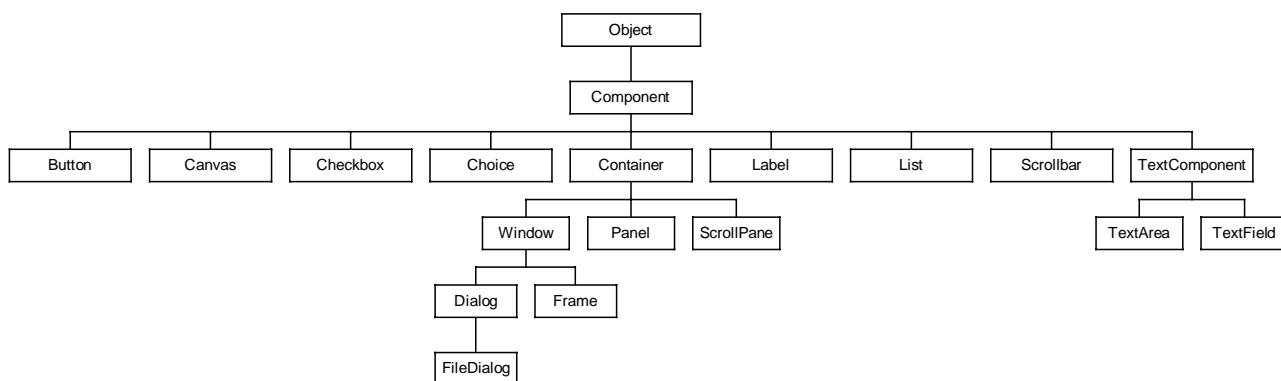 Object
Component
Button Canvas Checkbox Choice Container Label List Scrollbar TextComponent
Window Panel ScrollPane TextArea TextField
Dialog Frame
FileDialog